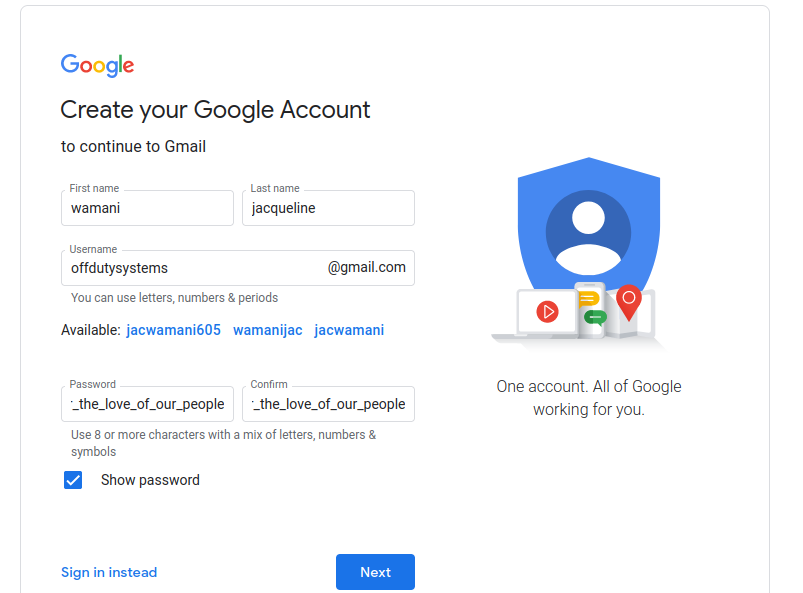 Google
Create your Google Account
to continue to Gmail
First name
Last name
wamani
jacqueline
Username
offdutysystems
@gmail.com
You can use letters, numbers & periods
Available: jacwamani605 wamanijac jacwamani
Password
Confirm
_the_love_of_our_people
_the_love_of_our_people
Use 8 or more characters with a mix of letters, numbers &
symbols
Show password
Sign in instead
Next
One account. All of Google
working for you.